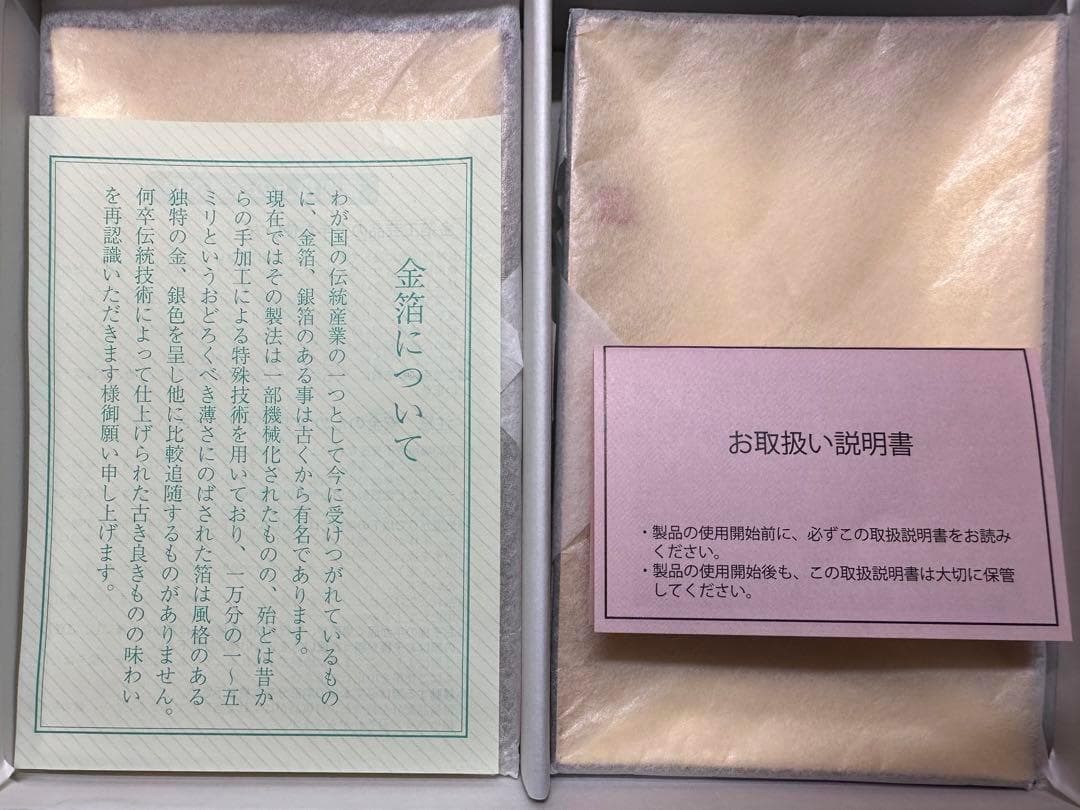 金箔について
わが国の伝統産業の一つとして今に受けつがれているもの
に、金箔、銀箔のある事は古くから有名であります。
現在ではその製法は一部機械化されたものの、殆どは昔か
らの手加工による特殊技術を用いており、一万分の一～五
ミリというおどろくべき薄さにのばされた箔は風格のある
独特の金、銀色を呈し他に比較追随するものがありません。
何卒伝統技術によって仕上げられた古き良きものの味わい
を再認識いただきます様御願い申し上げます。
お取扱い説明書
・製品の使用開始前に、必ずこの取扱説明書をお読み
ください。
・製品の使用開始後も、この取扱説明書は大切に保管
してください。